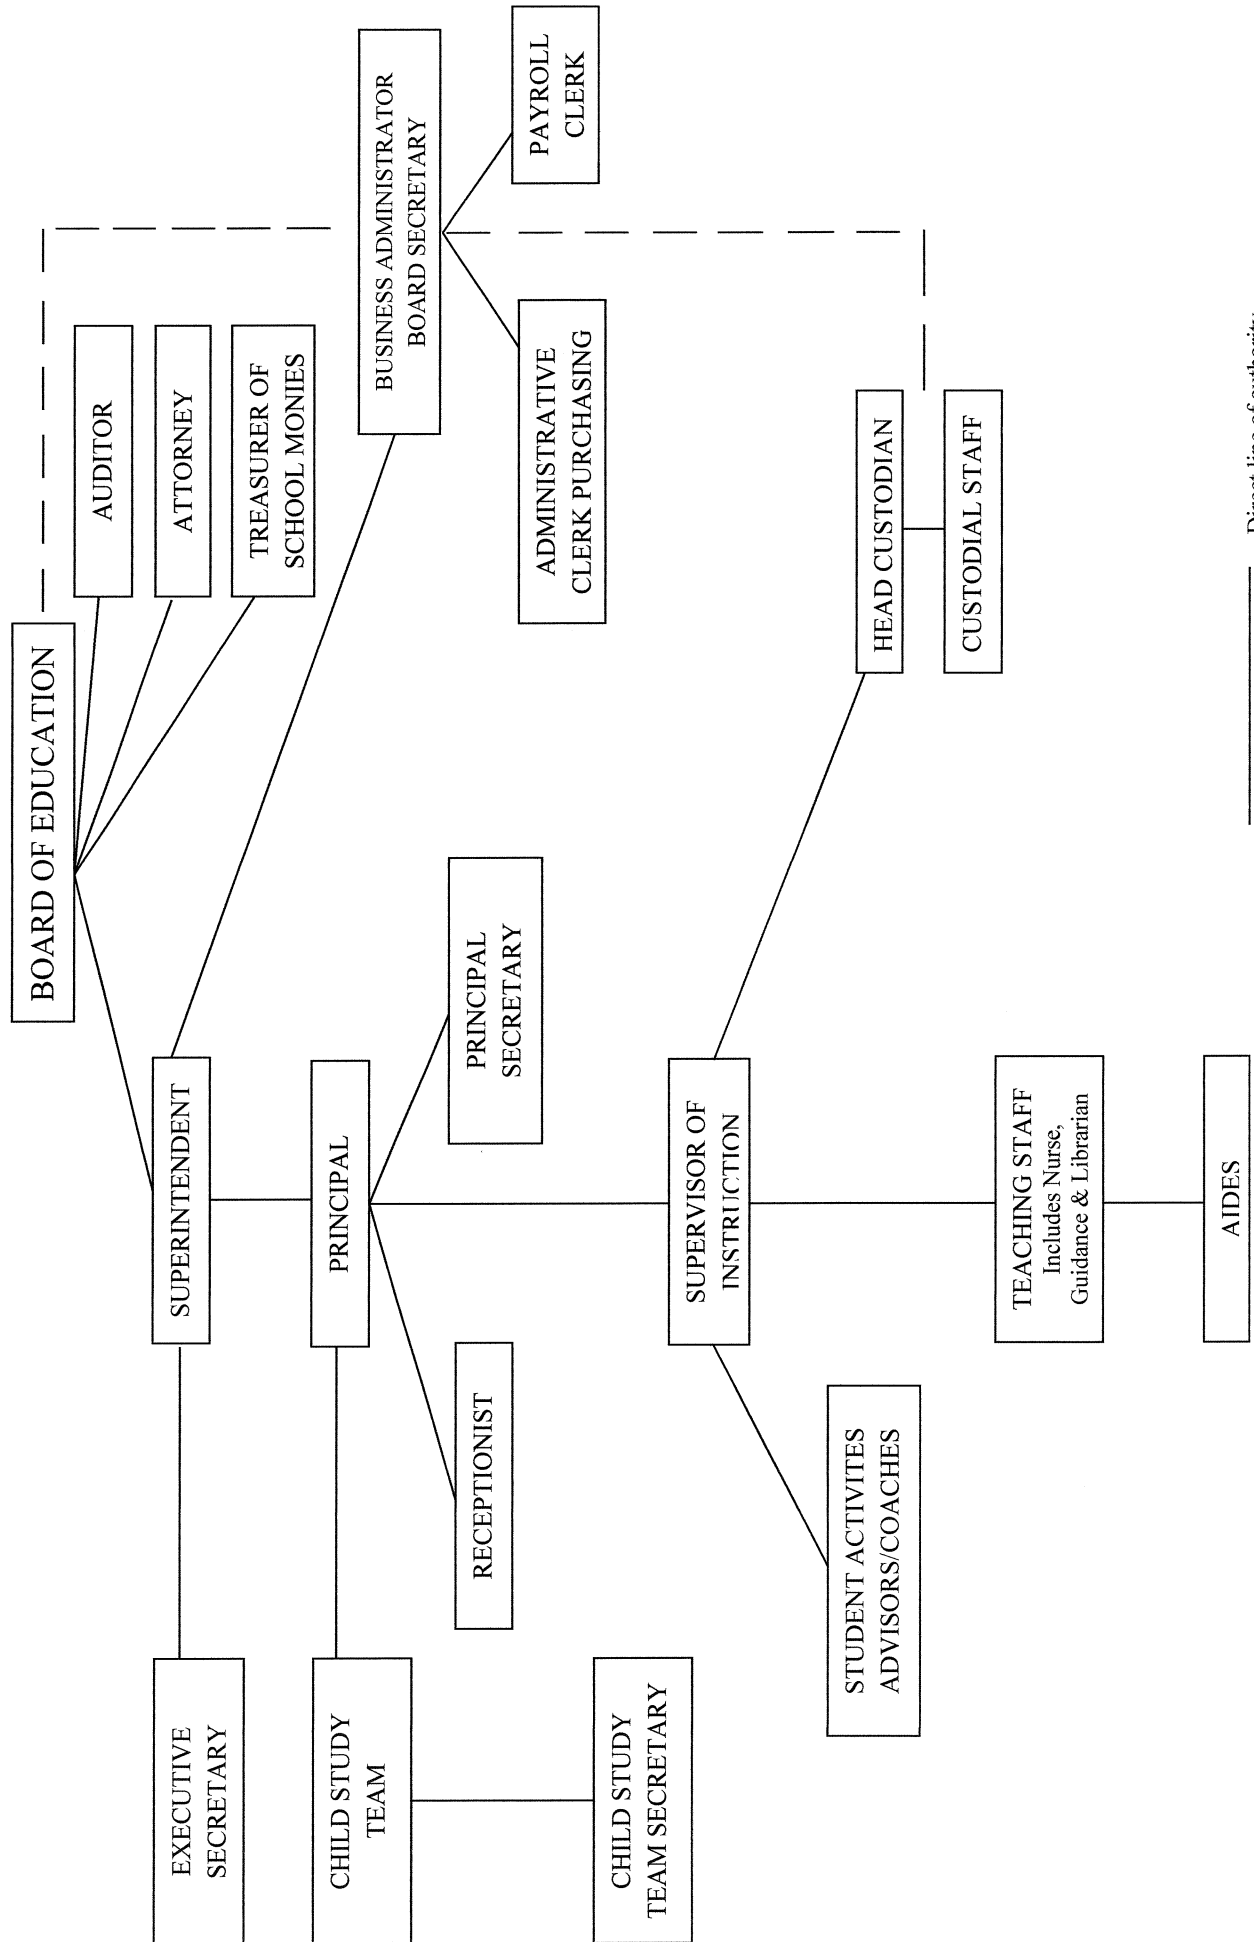 BOARD OF EDUCATION
AUDITOR
ATTORNEY
TREASURER OF
SCHOOL MONIES
SUPERINTENDENT
EXECUTIVE
SECRETARY
BUSINESS ADMINISTRATOR
BOARD SECRETARY
PRINCIPAL
CHILD STUDY
TEAM
RECEPTIONIST
PRINCIPAL
SECRETARY
ADMINISTRATIVE
CLERK PURCHASING
PAYROLL
CLERK
CHILD STUDY
TEAM SECRETARY
SUPERVISOR OF
INSTRUCTION
STUDENT ACTIVITES
ADVISORS/COACHES
HEAD CUSTODIAN
CUSTODIAL STAFF
TEACHING STAFF
Includes Nurse,
Guidance & Librarian
AIDES
Direct line of authority